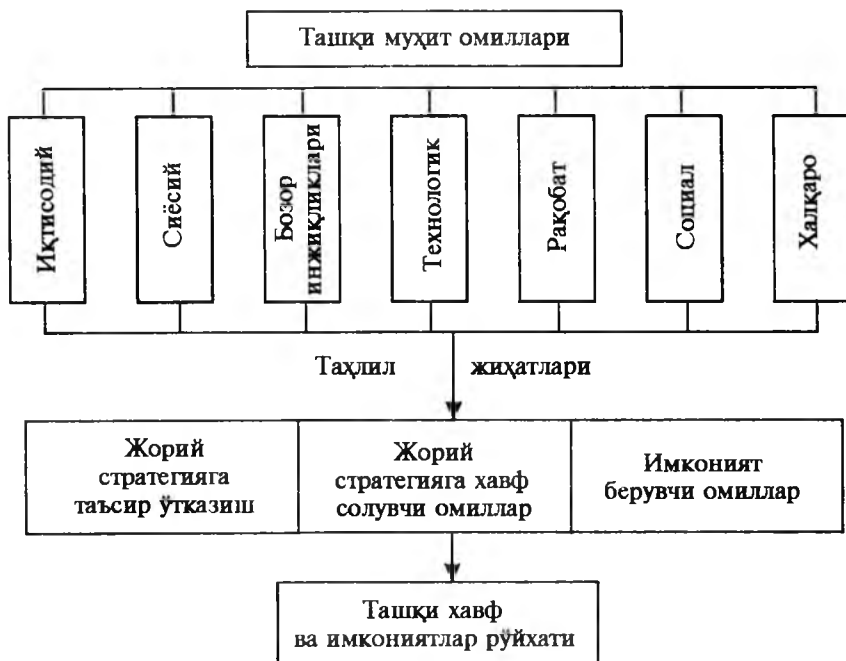 Ташқи муҳит омиллари
Иқтисодий
Сиёсий
Бозор
инжиқликлари
Технологик
Рақобат
Социал
Халқаро
Таҳлил жиҳатлари
Жорий
стратегияга
таъсир ўтказиш
Жорий
стратегияга хавф
солувчи омиллар
Имконият
берувчи омиллар
Ташқи хавф
ва имкониятлар рўйхати